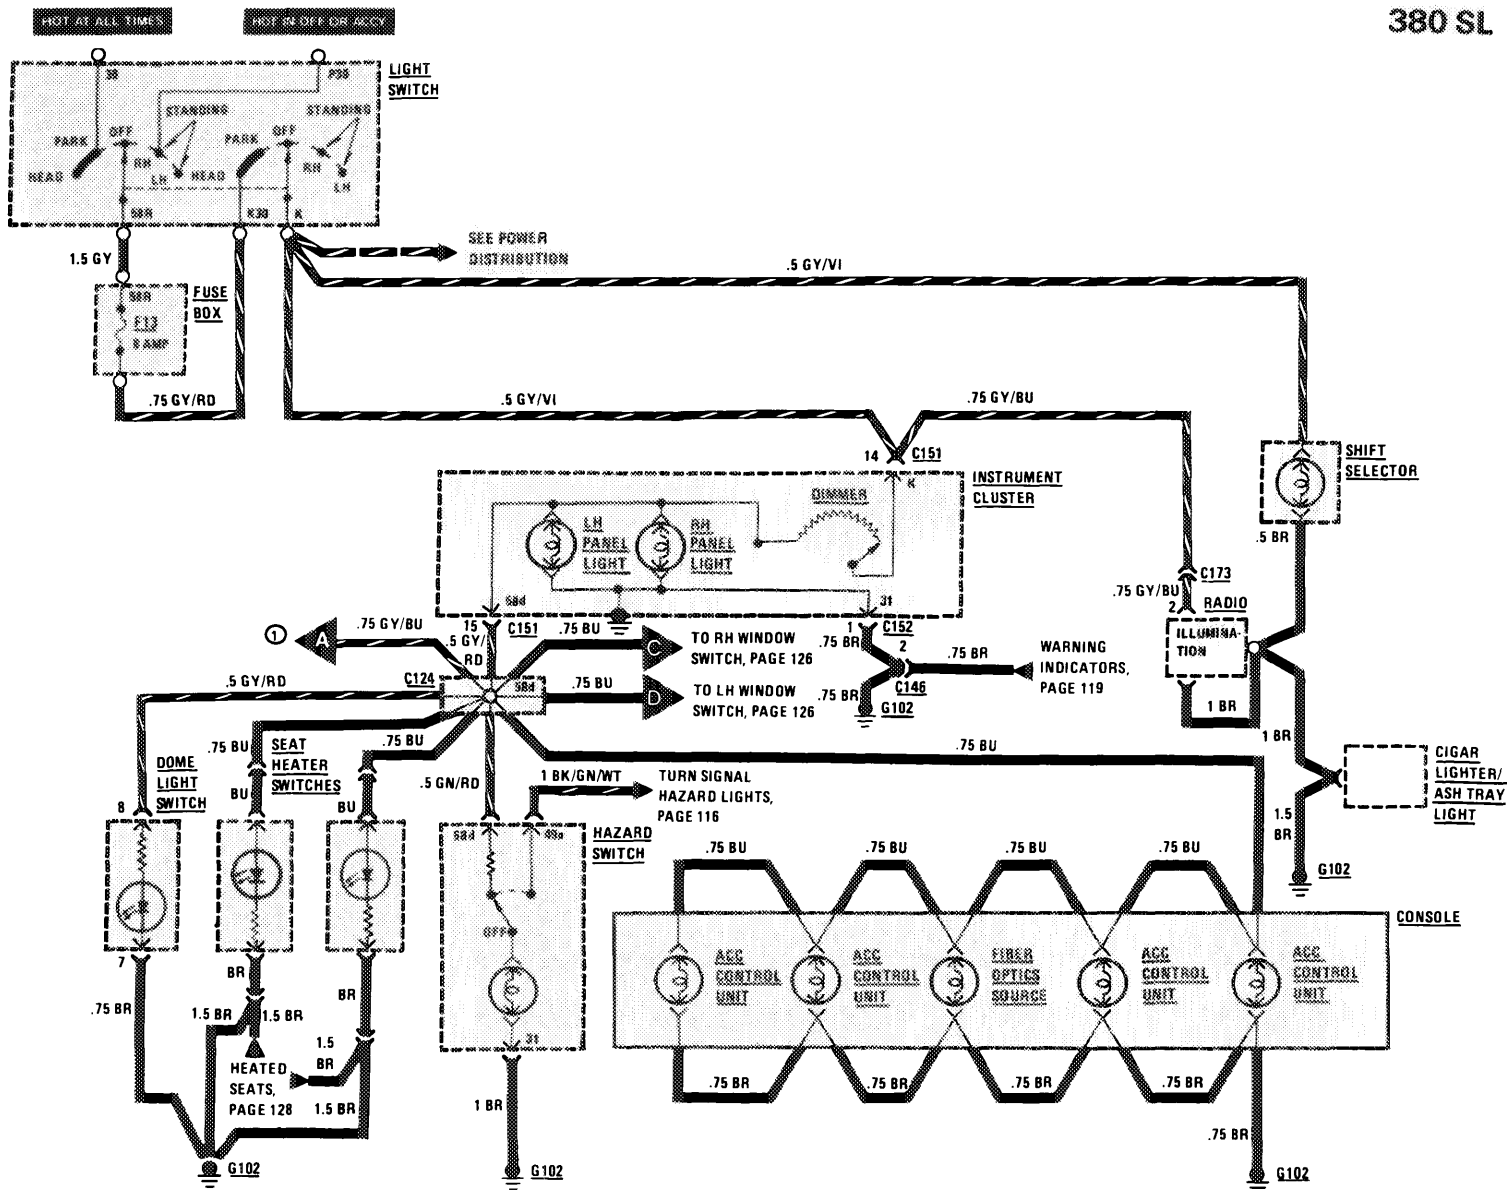 HOT AT ALL TIMES
HOT IN OFF OR ACCY
380 SL
30
P30
LIGHT
SWITCH
STANDING
STANDING
PARK
OFF
PARK
OFF
RH
RH
HEAD
LH
HEAD
LH
58R
K30
K
1.5 GY
SEE POWER
DISTRIBUTION
.5 GY/VI
58R
FUSE
BOX
F13
8 AMP
.75 GY/RD
.5 GY/VI
.75 GY/BU
14
C151
SHIFT
SELECTOR
K
INSTRUMENT
CLUSTER
DIMMER
LH
PANEL
LIGHT
RH
PANEL
LIGHT
.5 BR
C173
.75 GY/BU
58d
31
2
RADIO
1
A
.75 GY/BU
15
C151
.5 GY/
RD
.75 BU
C
TO RH WINDOW
SWITCH, PAGE 126
1
C152
.75 BR
2
.75 BR
WARNING
INDICATORS,
PAGE 119
ILLUMINA-
TION
C124
58d
.5 GY/RD
.75 BU
D
TO LH WINDOW
SWITCH, PAGE 126
.75 BR
C146
G102
1 BR
1 BR
.75 BU
SEAT
HEATER
SWITCHES
.75 BU
.75 BU
DOME
LIGHT
SWITCH
.5 GN/RD
1 BK/GN/WT
TURN SIGNAL
HAZARD LIGHTS,
PAGE 116
CIGAR
LIGHTER/
ASH TRAY
LIGHT
8
BU
BU
1.5
BR
58d
49a
HAZARD
SWITCH
.75 BU
.75 BU
.75 BU
.75 BU
G102
CONSOLE
OFF
ACC
CONTROL
UNIT
ACC
CONTROL
UNIT
FIBER
OPTICS
SOURCE
ACC
CONTROL
UNIT
ACC
CONTROL
UNIT
7
BR
BR
.75 BR
1.5 BR
1.5 BR
31
1.5
BR
HEATED
SEATS,
PAGE 128
1.5 BR
1 BR
.75 BR
.75 BR
.75 BR
.75 BR
.75 BR
G102
G102
G102